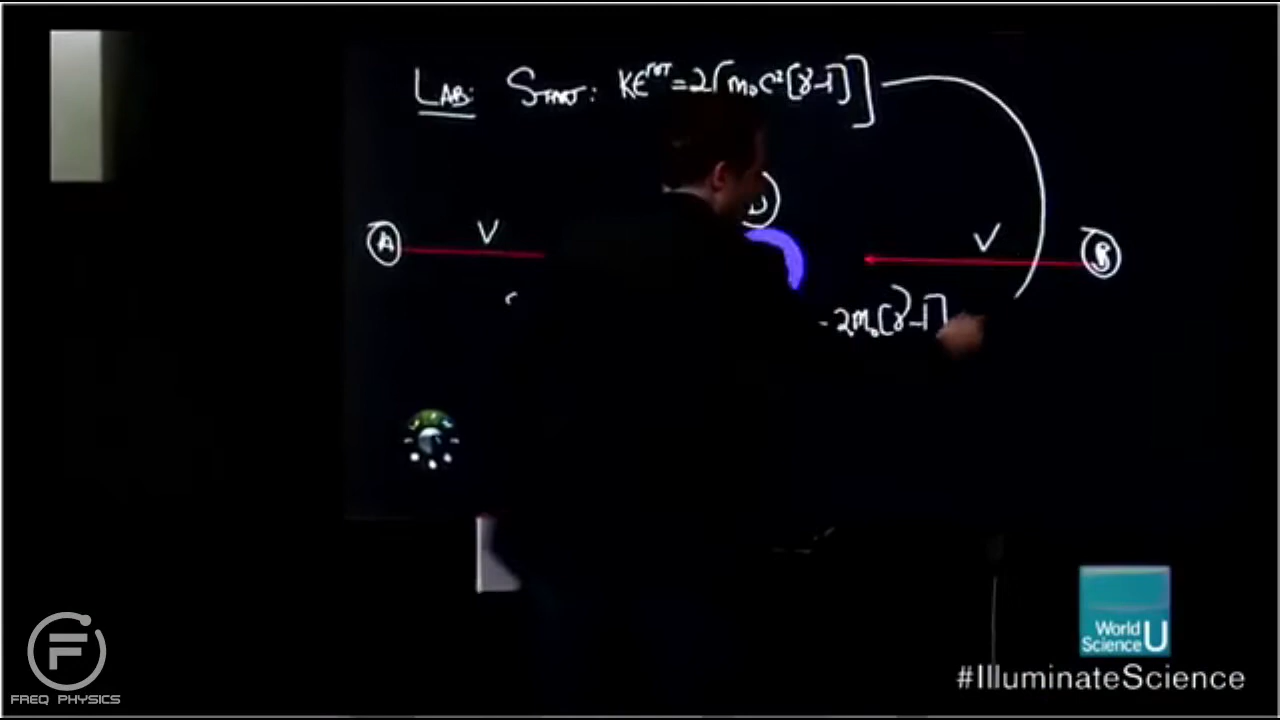 LAB: START: KE^TOT = 2[m₀c²[γ-1]]
D
A V V B
- 2m₀[γ-1]
World
Science U
#IlluminateScience
F
FREQ PHYSICS